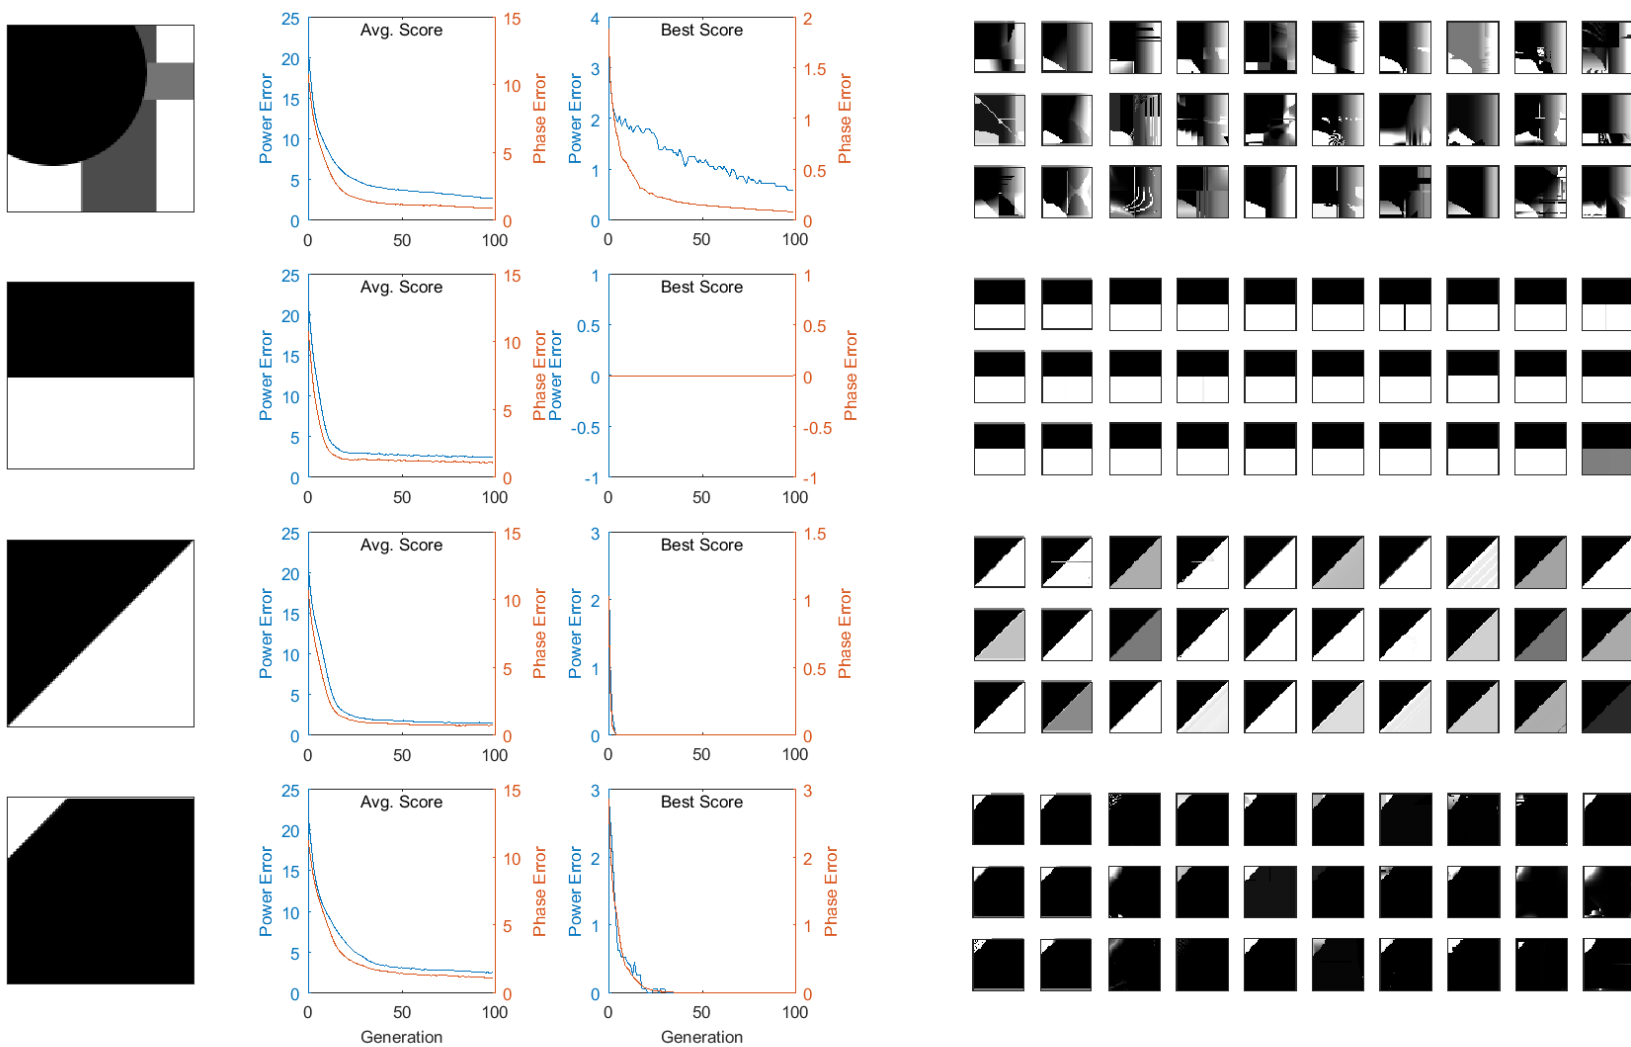 25 15 4 2
Avg. Score Best Score
20
3 1.5
15 10
Power Error Phase Error Power Error Phase Error
2 1
10
5
1 0.5
5
0 0 0 0
0 50 100 0 50 100
25 15 1 1
Avg. Score Best Score
20
0.5 0.5
15 10
Power Error Phase Error Power Error 0 0 Phase Error
10
5
-0.5 -0.5
5
0 0 -1 -1
0 50 100 0 50 100
25 15 3 1.5
Avg. Score Best Score
20
10 2 1
15
Power Error Phase Error Power Error Phase Error
10
5 1 0.5
5
0 0 0 0
0 50 100 0 50 100
25 15 3 3
Avg. Score Best Score
20
10 2 2
15
Power Error Phase Error Power Error Phase Error
10
5 1 1
5
0 0 0 0
0 50 100 0 50 100
Generation Generation